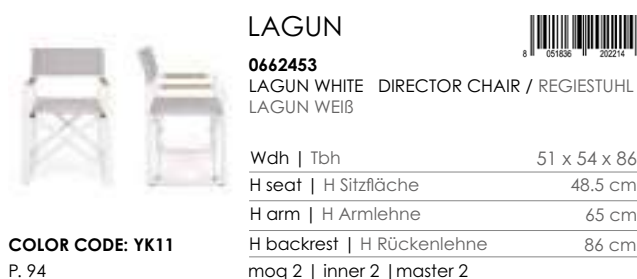 LAGUN
8 051836 202214
0662453
LAGUN WHITE DIRECTOR CHAIR / REGIESTUHL
LAGUN WEIß
Wdh | Tbh 51 x 54 x 86
H seat | H Sitzfläche 48.5 cm
H arm | H Armlehne 65 cm
COLOR CODE: YK11
H backrest | H Rückenlehne 86 cm
P. 94
moq 2 | inner 2 |master 2